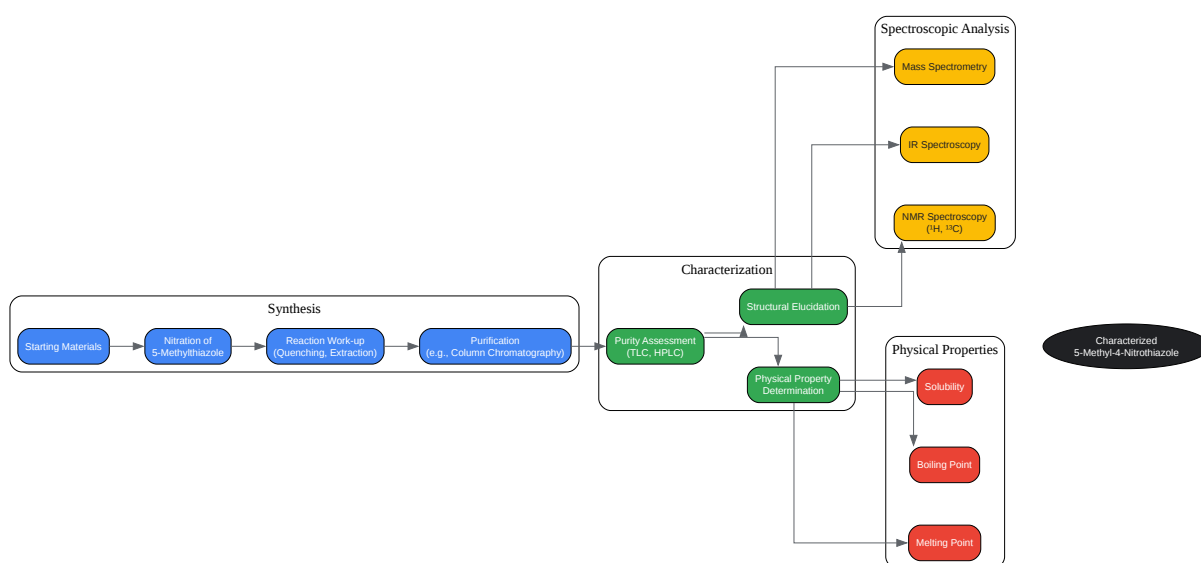 Spectroscopic Analysis
Mass Spectrometry
IR Spectroscopy
NMR Spectroscopy
(¹H, ¹³C)
Synthesis
Starting Materials
Nitration of
5-Methylthiazole
Reaction Work-up
(Quenching, Extraction)
Purification
(e.g., Column Chromatography)
Characterization
Structural Elucidation
Purity Assessment
(TLC, HPLC)
Physical Property
Determination
Physical Properties
Solubility
Boiling Point
Melting Point
Characterized
5-Methyl-4-Nitrothiazole